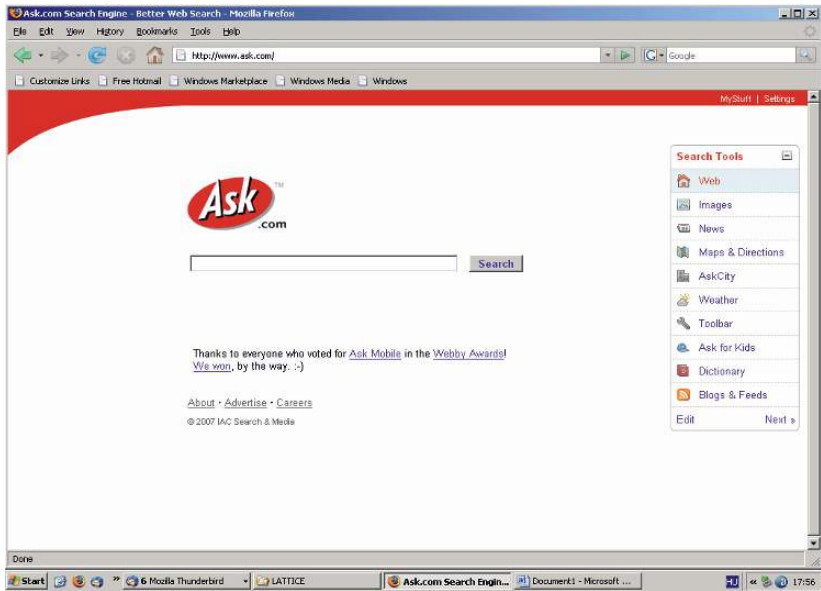 Ask.com Search Engine - Better Web Search - Mozilla Firefox
File Edit View History Bookmarks Tools Help
http://www.ask.com/ Google
Customize Links Free Hotmail Windows Marketplace Windows Media Windows
MyStuff | Settings
Ask™
.com
Search
Thanks to everyone who voted for Ask Mobile in the Webby Awards!
We won, by the way. :-)
About · Advertise · Careers
© 2007 IAC Search & Media
Search Tools
Web
Images
News
Maps & Directions
AskCity
Weather
Toolbar
Ask for Kids
Dictionary
Blogs & Feeds
Edit Next »
Done
Start » 6 Mozilla Thunderbird LATTICE Ask.com Search Engin... Document1 - Microsoft ... HU « 17:56